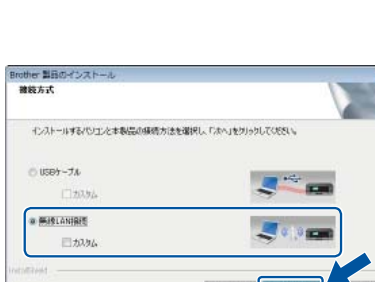 Brother 製品のインストール
接続方式
インストールするパソコンと本製品の接続方法を選択し、「次へ」をクリックしてください。
USBケーブル
カスタム
無線LAN接続
カスタム
InstallShield